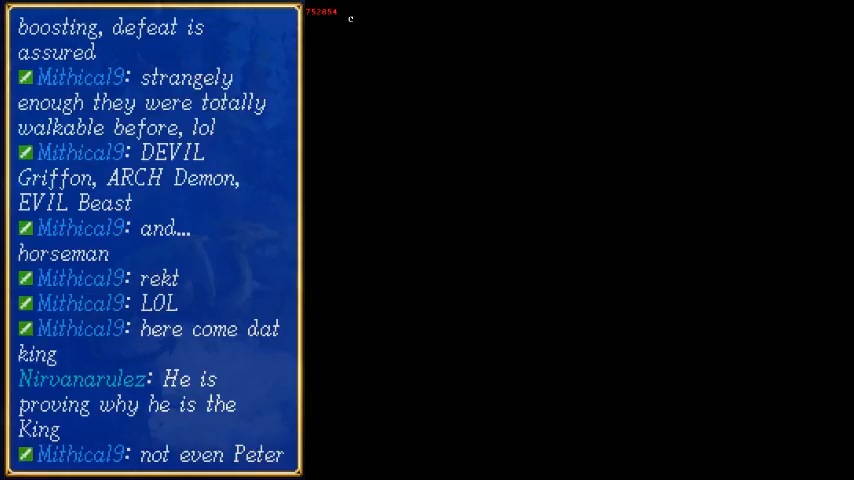 boosting, defeat is
assured
Mithical9: strangely
enough they were totally
walkable before, lol
Mithical9: DEVIL
Griffon, ARCH Demon,
EVIL Beast
Mithical9: and...
horseman
Mithical9: rekt
Mithical9: LOL
Mithical9: here come dat
king
Nirvanarulez: He is
proving why he is the
King
Mithical9: not even Peter
752854
c